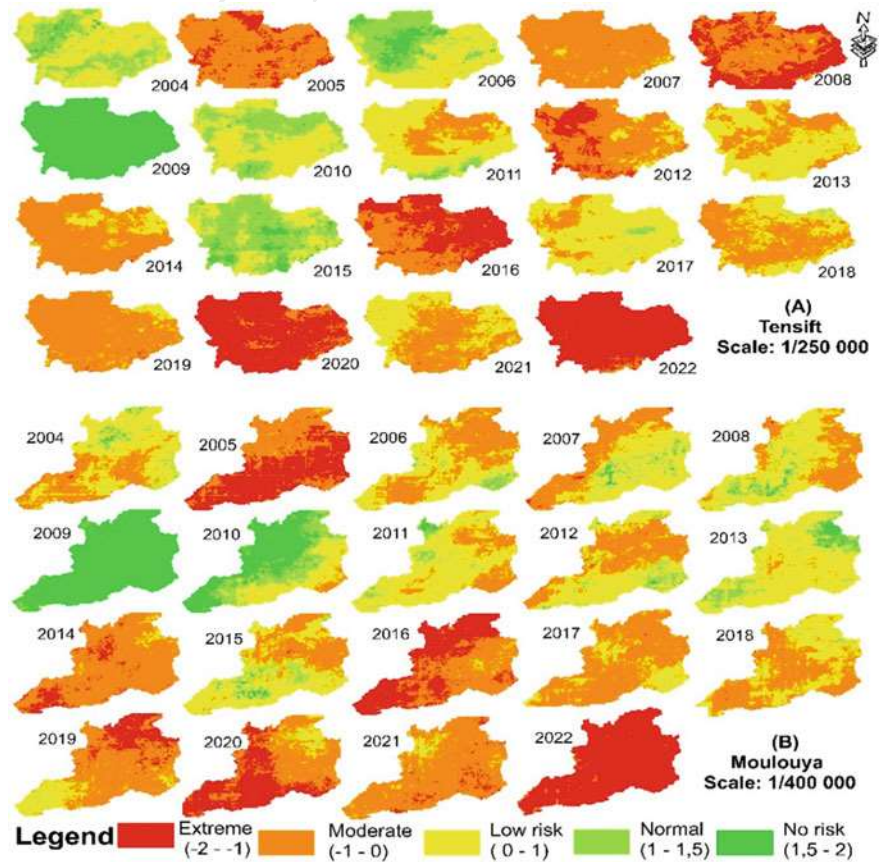 N
2004 2005 2006 2007 2008
2009 2010 2011 2012 2013
2014 2015 2016 2017 2018
2019 2020 2021 2022
(A)
Tensift
Scale: 1/250 000
2004 2005 2006 2007 2008
2009 2010 2011 2012 2013
2014 2015 2016 2017 2018
2019 2020 2021 2022
(B)
Moulouya
Scale: 1/400 000
Legend Extreme Moderate Low risk Normal No risk
(-2 - -1) (-1 - 0) ( 0 - 1) (1 - 1,5) (1,5 - 2)